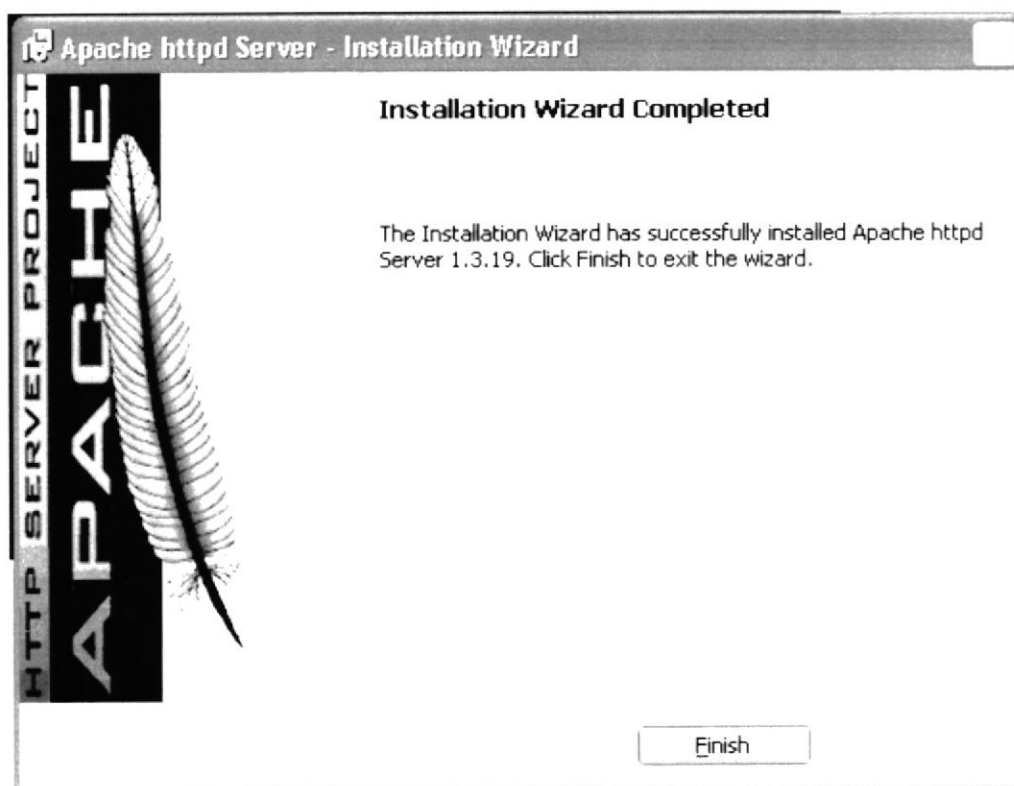 Apache httpd Server - Installation Wizard
HTTP SERVER PROJECT
APACHE
Installation Wizard Completed
The Installation Wizard has successfully installed Apache httpd
Server 1.3.19. Click Finish to exit the wizard.
Finish